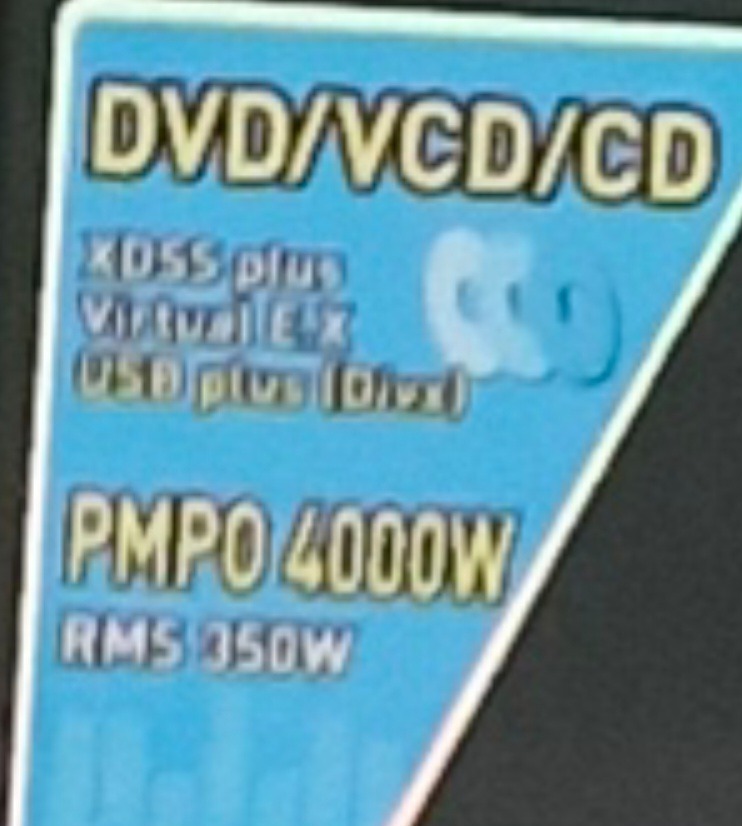 DVD/VCD/CD
XDSS plus
Virtual E-X
USB plus (Divx)
PMPO 4000W
RMS 350W